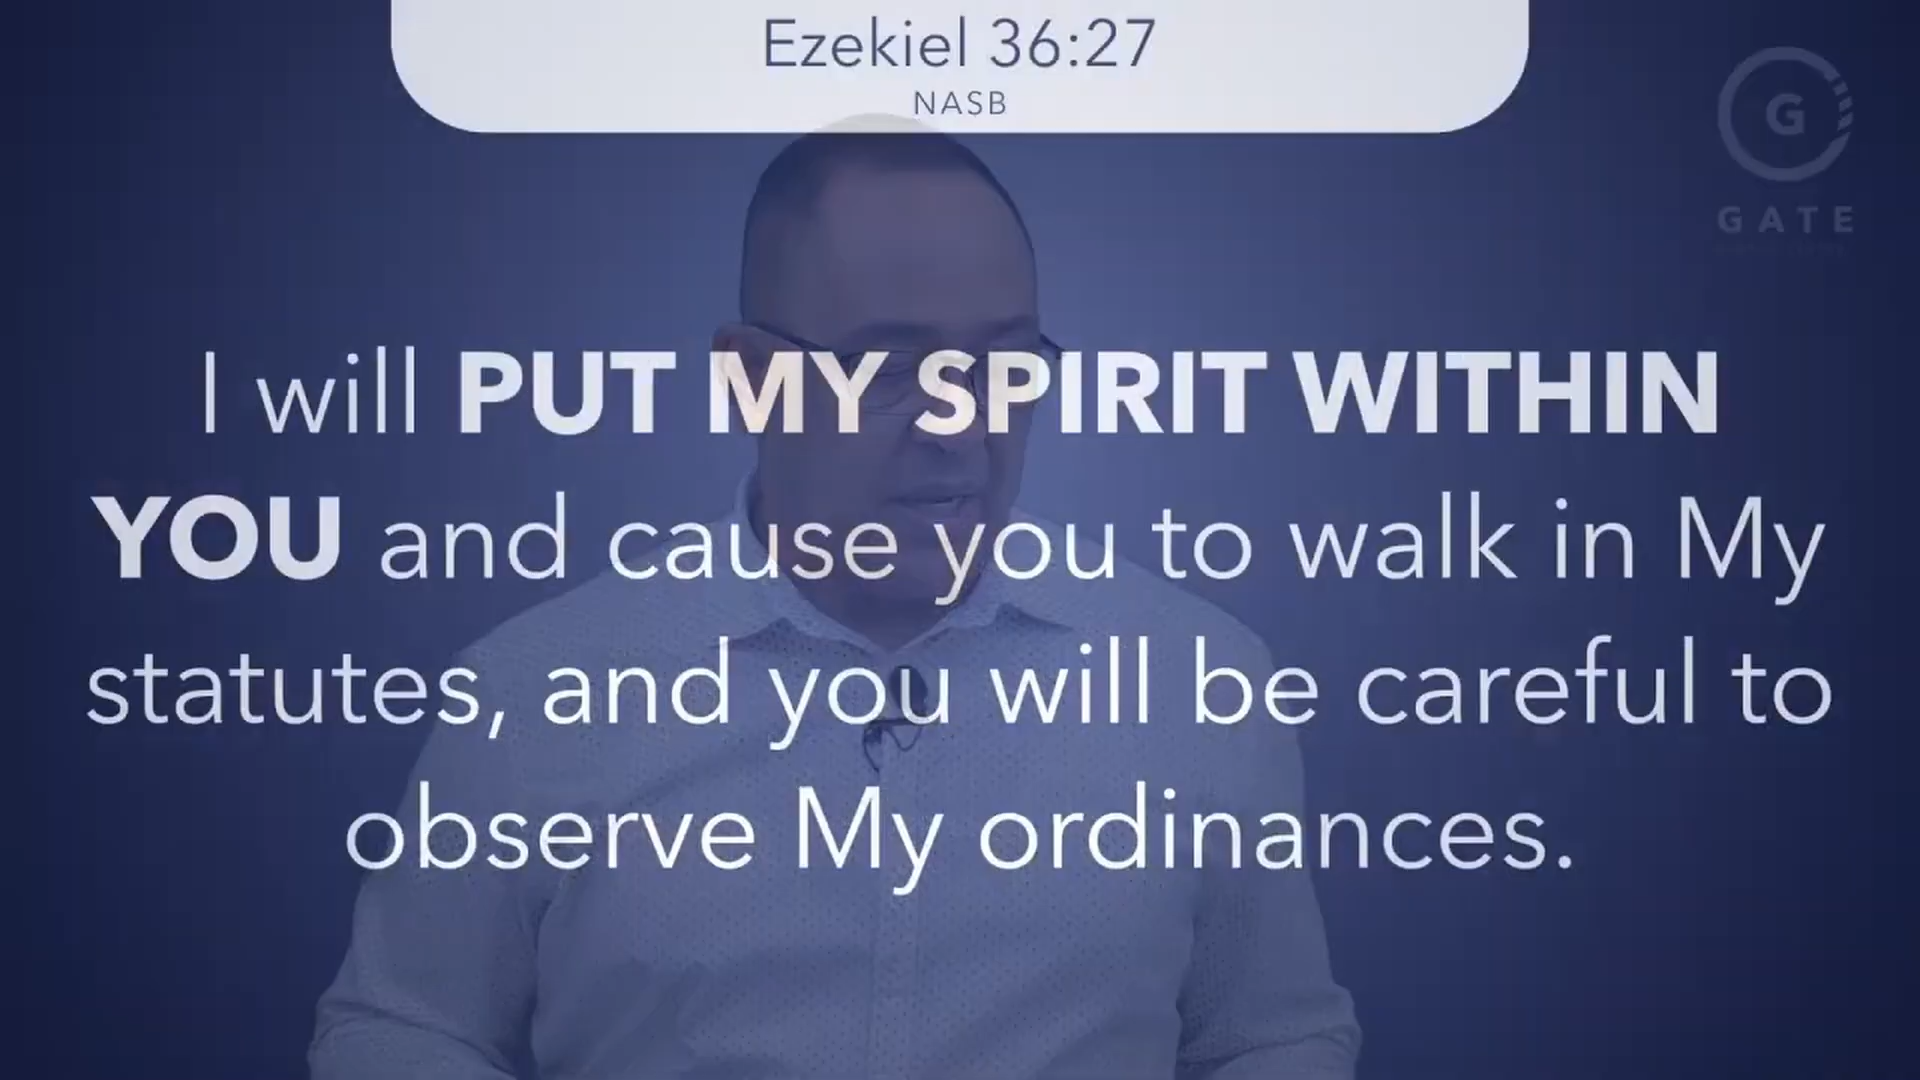 Ezekiel 36:27
NASB
G
GATE
I will PUT MY SPIRIT WITHIN
YOU and cause you to walk in My
statutes, and you will be careful to
observe My ordinances.